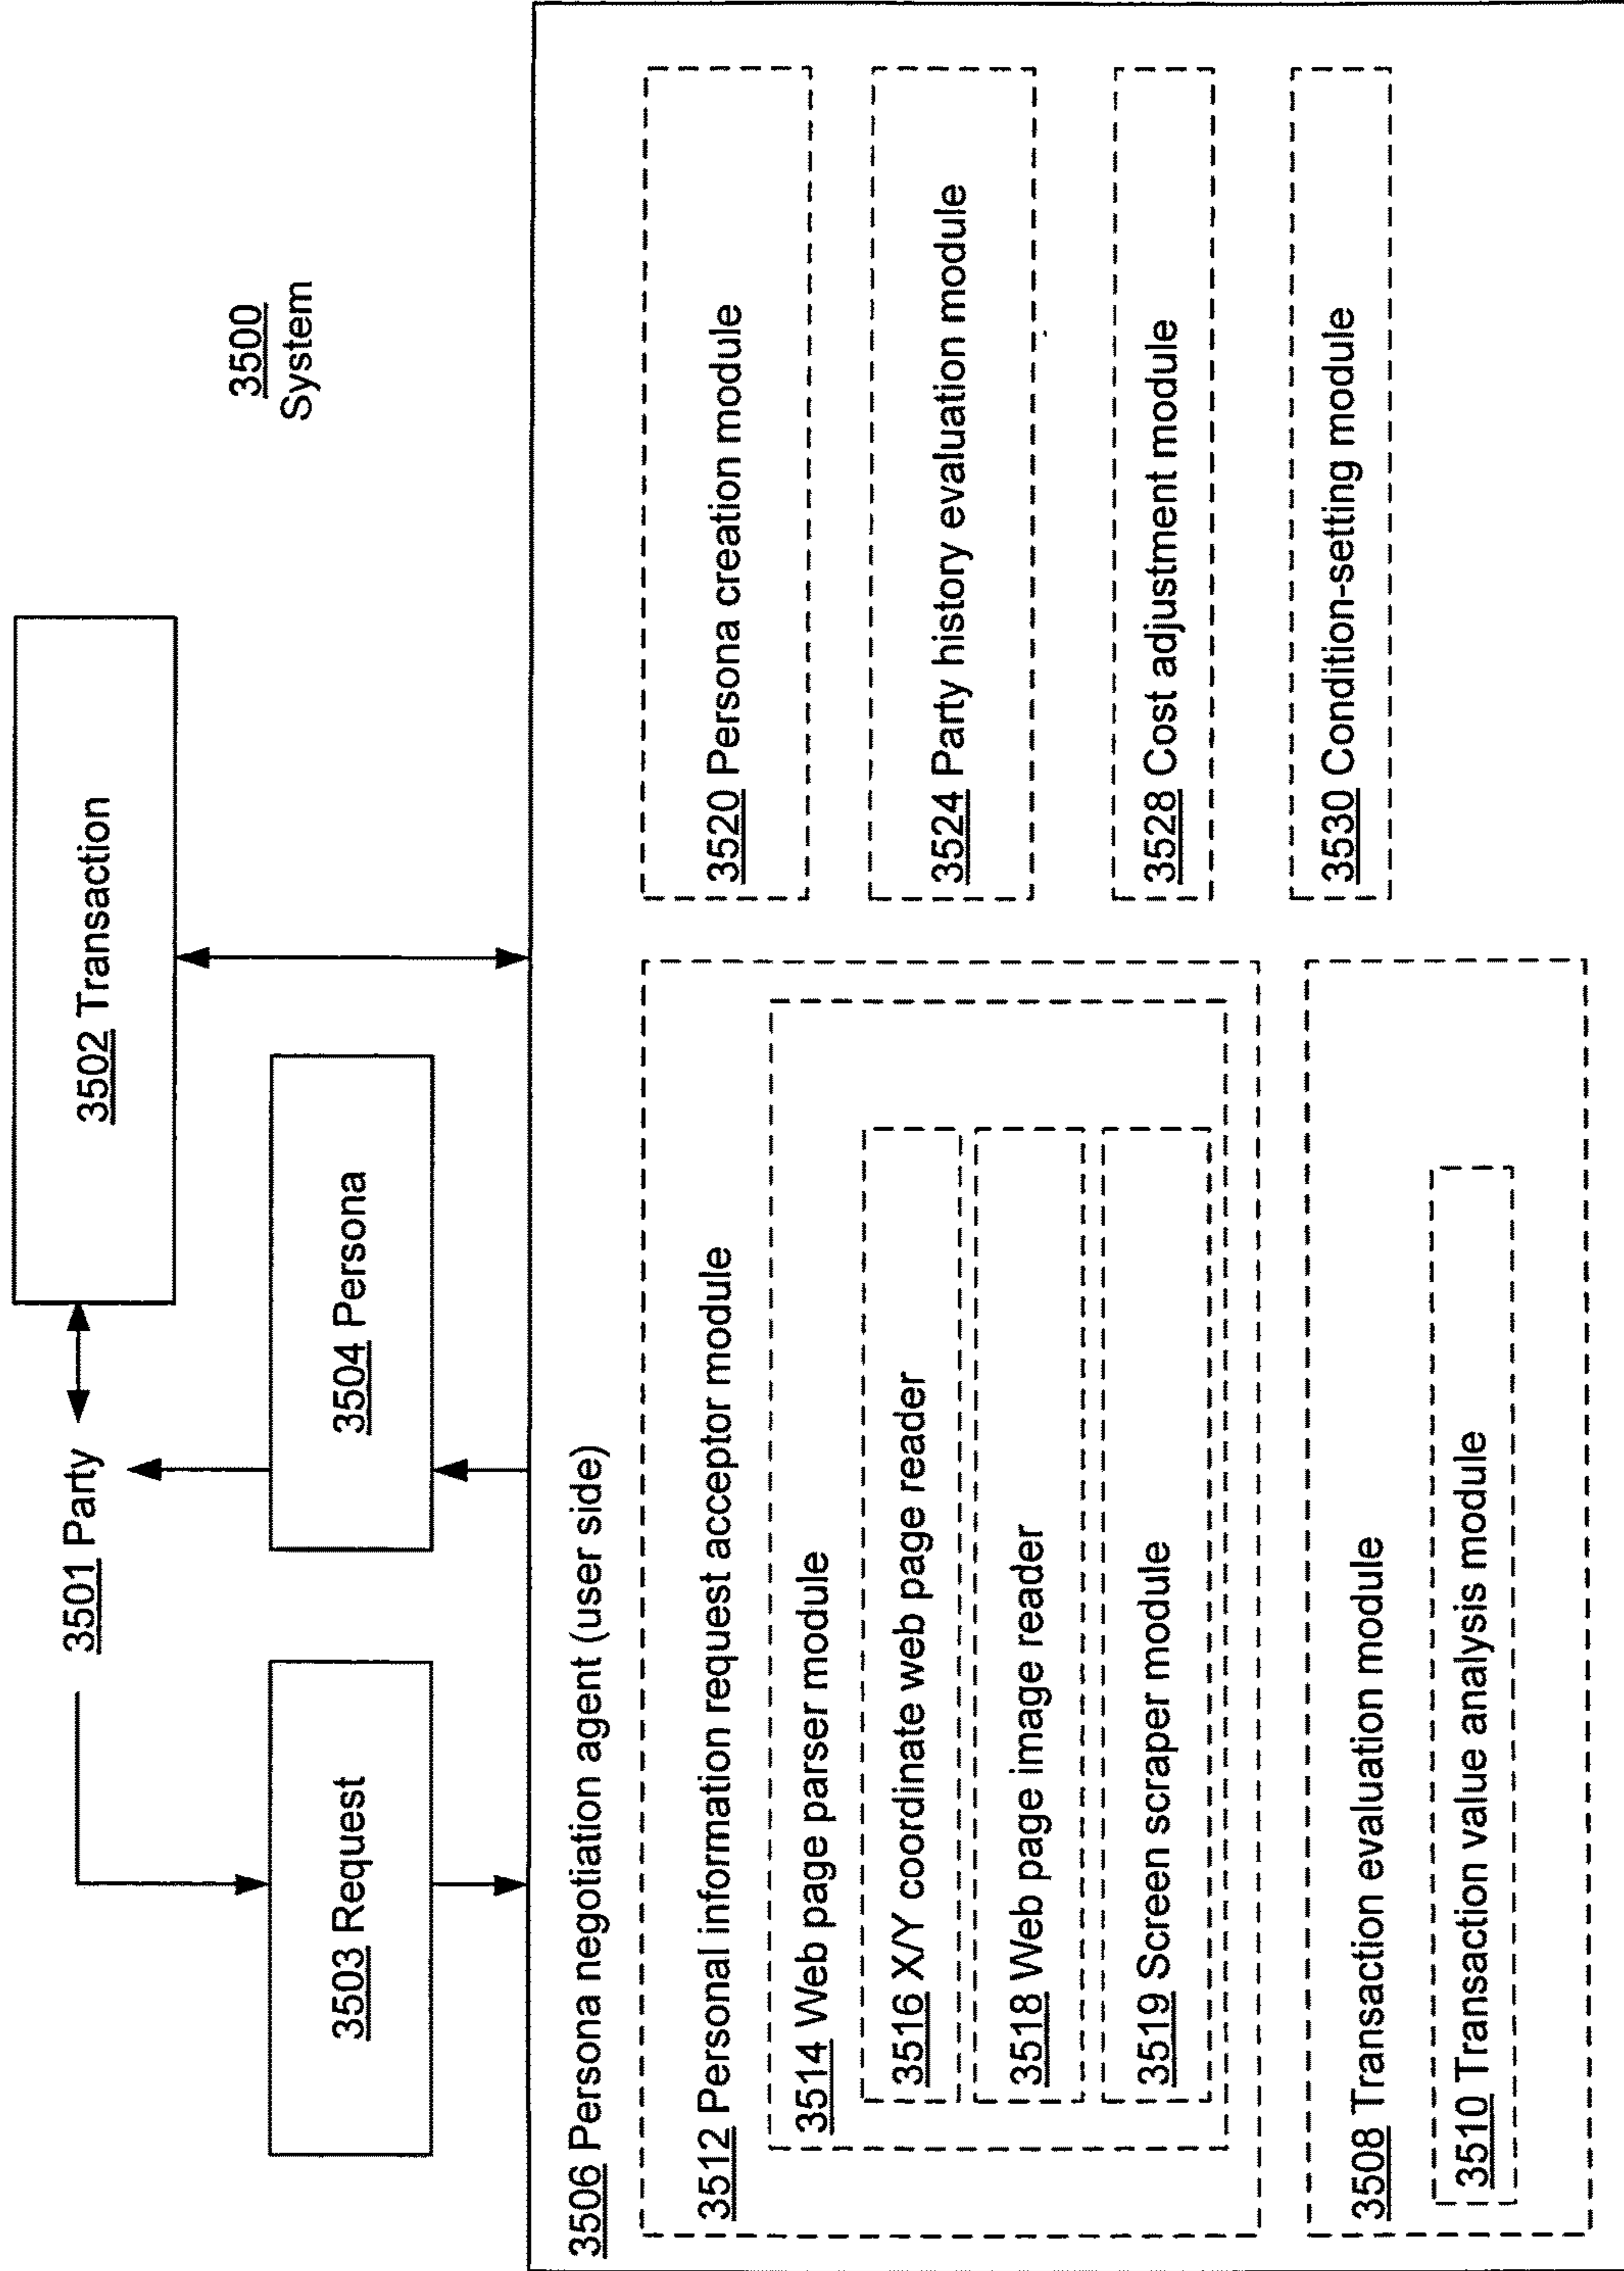 3500
System
3501 Party
3502 Transaction
3503 Request
3504 Persona
3506 Persona negotiation agent (user side)
3512 Personal information request acceptor module
3514 Web page parser module
3516 X/Y coordinate web page reader
3518 Web page image reader
3519 Screen scraper module
3508 Transaction evaluation module
3510 Transaction value analysis module
3520 Persona creation module
3524 Party history evaluation module
3528 Cost adjustment module
3530 Condition-setting module